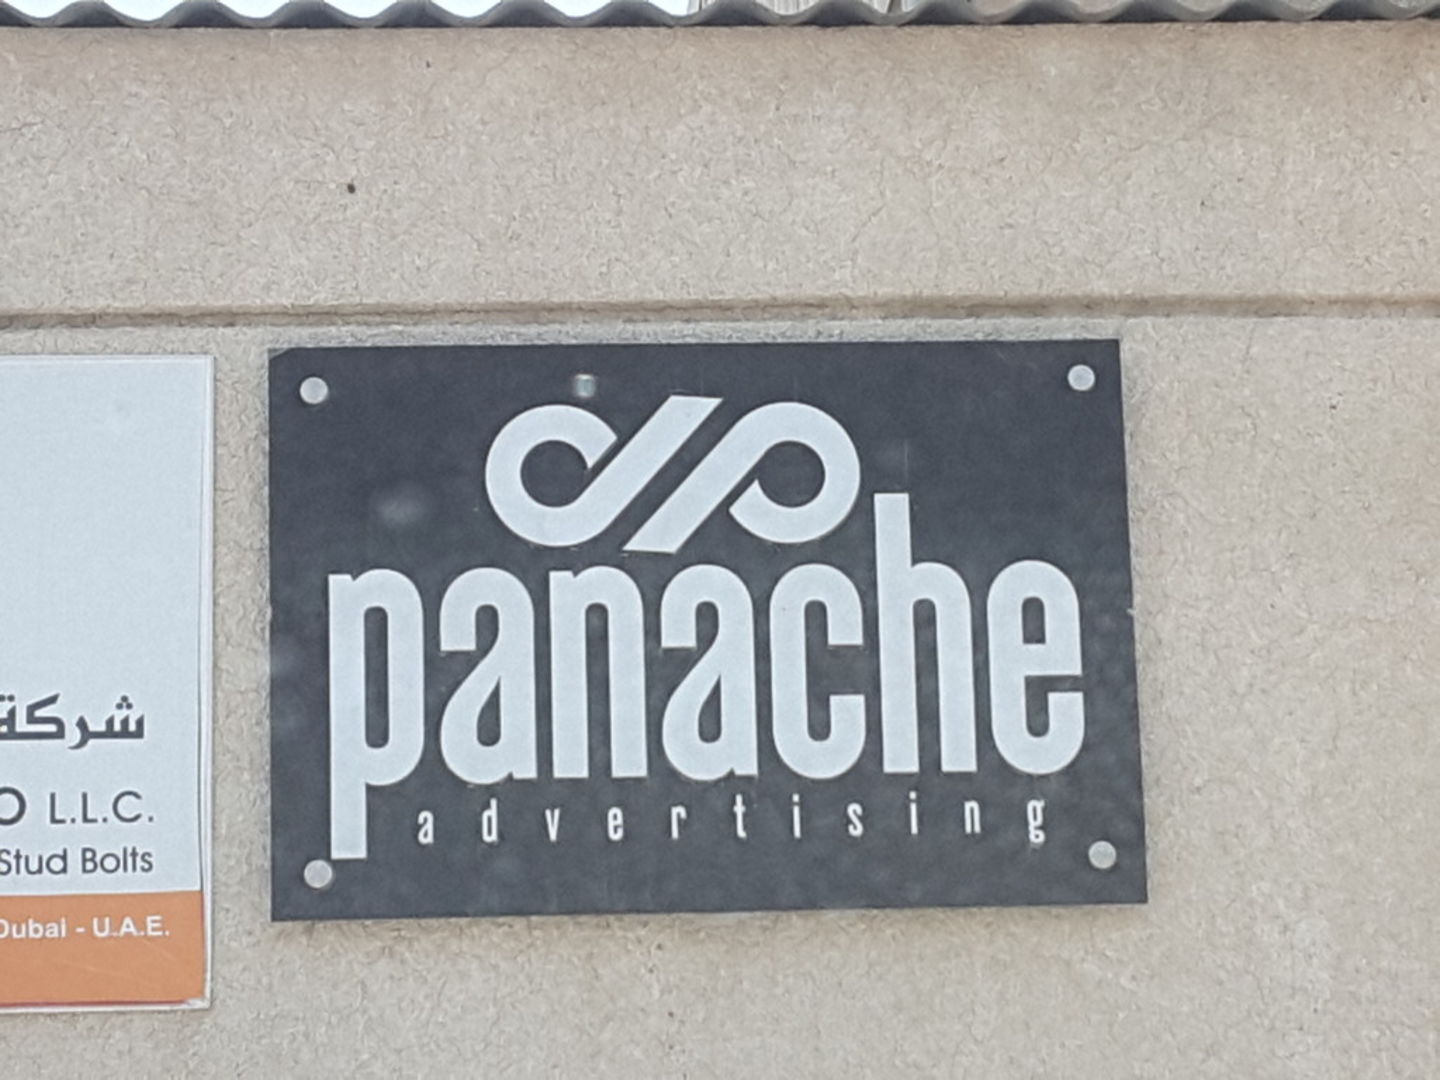 شركة
L.L.C.
Stud Bolts
Dubai - U.A.E.
panache
advertising